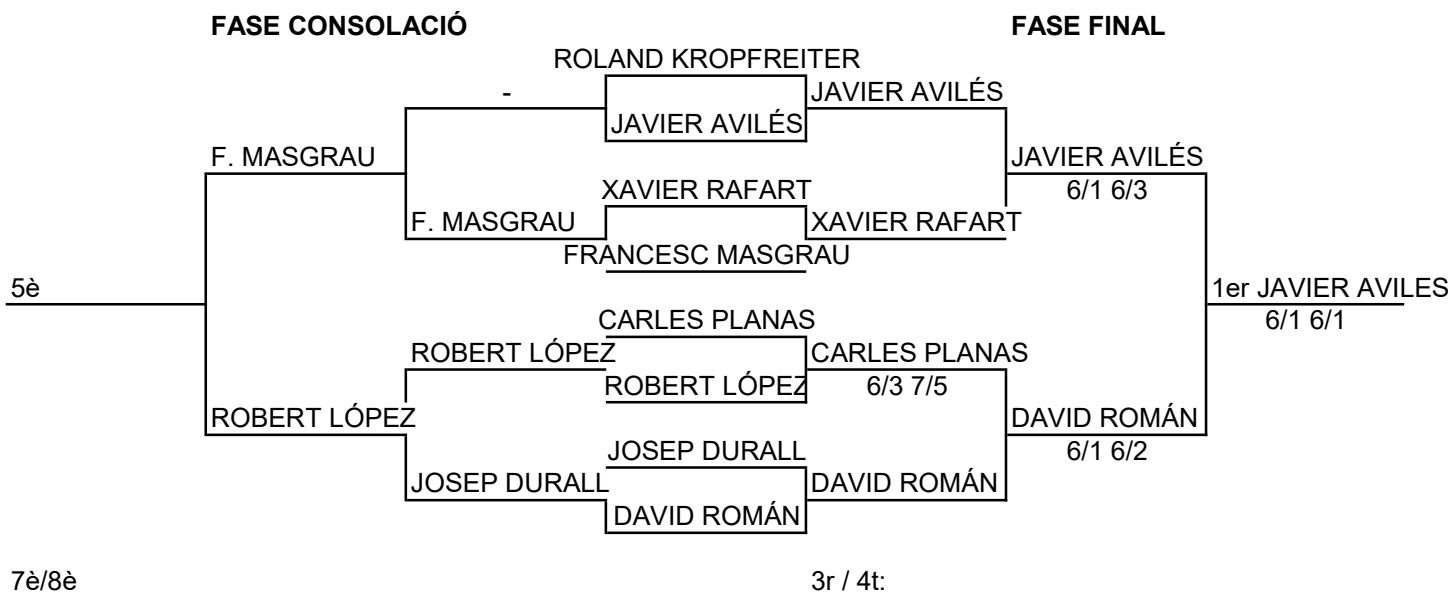 FASE CONSOLACIÓ
FASE FINAL
ROLAND KROPFREITER
-
JAVIER AVILÉS
JAVIER AVILÉS
F. MASGRAU
JAVIER AVILÉS
XAVIER RAFART
6/1 6/3
F. MASGRAU
XAVIER RAFART
FRANCESC MASGRAU
5è
1er JAVIER AVILES
CARLES PLANAS
6/1 6/1
ROBERT LÓPEZ
CARLES PLANAS
ROBERT LÓPEZ
6/3 7/5
ROBERT LÓPEZ
DAVID ROMÁN
JOSEP DURALL
6/1 6/2
JOSEP DURALL
DAVID ROMÁN
DAVID ROMÁN
7è/8è
3r / 4t: